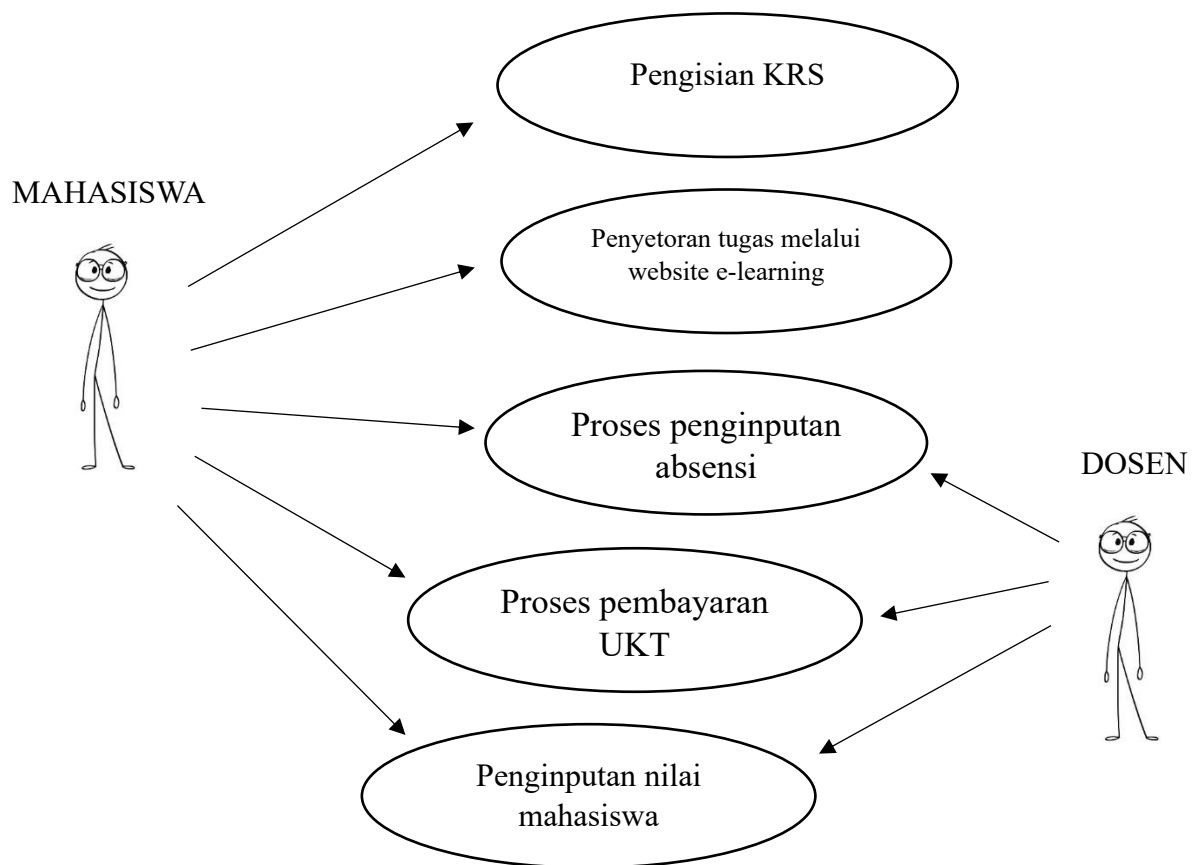 Pengisian KRS
MAHASISWA
Penyetoran tugas melalui
website e-learning
Proses penginputan
absensi
DOSEN
Proses pembayaran
UKT
Penginputan nilai
mahasiswa